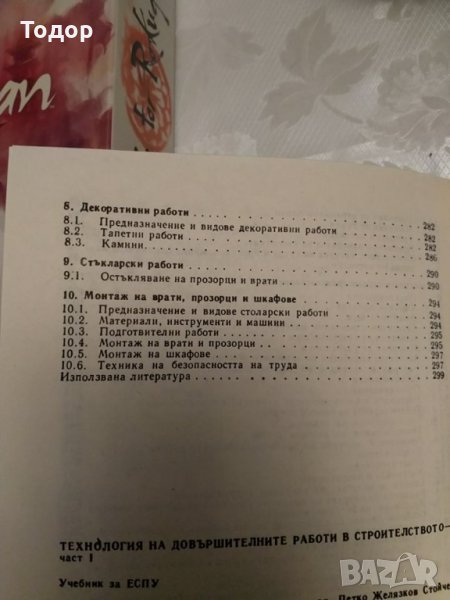 Тодор
8. Декоративни работи . . . 282
8.1. Предназначение и видове декоративни работи . . . 282
8.2. Тапетни работи . . . 282
8.3. Камини. . . . 286
9. Стъкларски работи . . . 290
9.1. Остъкляване на прозорци и врати . . . 290
10. Монтаж на врати, прозорци и шкафове . . . 294
10.1. Предназначение и видове столарски работи . . . 294
10.2. Материали, инструменти и машини . . . 294
10.3. Подготвителни работи . . . 295
10.4. Монтаж на врати и прозорци . . . 295
10.5. Монтаж на шкафове . . . 297
10.6. Техника на безопасността на труда . . . 297
Използвана литература . . . 299
ТЕХНОЛОГИЯ НА ДОВЪРШИТЕЛНИТЕ РАБОТИ В СТРОИТЕЛСТВОТО—
част I
Учебник за ЕСПУ
Петко Желязков Стойче
BAZAR